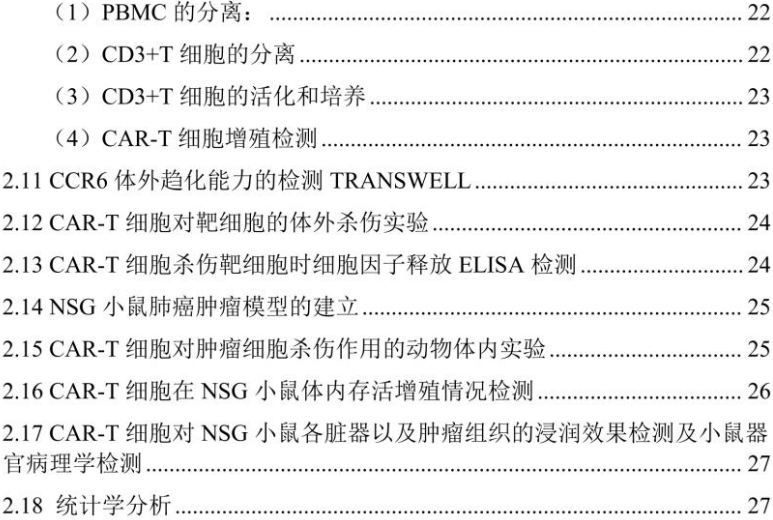 （1）PBMC 的分离： ........ 22
（2）CD3+T 细胞的分离 ........ 22
（3）CD3+T 细胞的活化和培养 ........ 23
（4）CAR-T 细胞增殖检测 ........ 23
2.11 CCR6 体外趋化能力的检测 TRANSWELL ........ 23
2.12 CAR-T 细胞对靶细胞的体外杀伤实验 ........ 24
2.13 CAR-T 细胞杀伤靶细胞时细胞因子释放 ELISA 检测 ........ 24
2.14 NSG 小鼠肺癌肿瘤模型的建立 ........ 25
2.15 CAR-T 细胞对肿瘤细胞杀伤作用的动物体内实验 ........ 25
2.16 CAR-T 细胞在 NSG 小鼠体内存活增殖情况检测 ........ 26
2.17 CAR-T 细胞对 NSG 小鼠各脏器以及肿瘤组织的浸润效果检测及小鼠器
官病理学检测 ........ 27
2.18 统计学分析 ........ 27